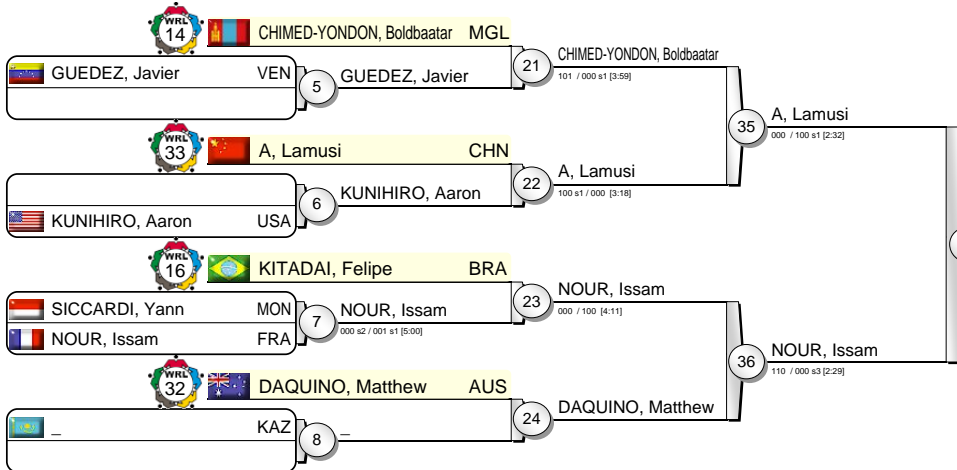 WRL
14
CHIMED-YONDON, Boldbaatar MGL
GUEDEZ, Javier VEN
5
GUEDEZ, Javier
21
CHIMED-YONDON, Boldbaatar
101 / 000 s1 [3:59]
WRL
33
A, Lamusi CHN
KUNIHIRO, Aaron USA
6
KUNIHIRO, Aaron
22
A, Lamusi
100 s1 / 000 [3:18]
35
A, Lamusi
000 / 100 s1 [2:32]
WRL
16
KITADAI, Felipe BRA
SICCARDI, Yann MON
NOUR, Issam FRA
7
NOUR, Issam
000 s2 / 001 s1 [5:00]
23
NOUR, Issam
000 / 100 [4:11]
WRL
32
DAQUINO, Matthew AUS
_ KAZ
8
_
24
DAQUINO, Matthew
36
NOUR, Issam
110 / 000 s3 [2:29]